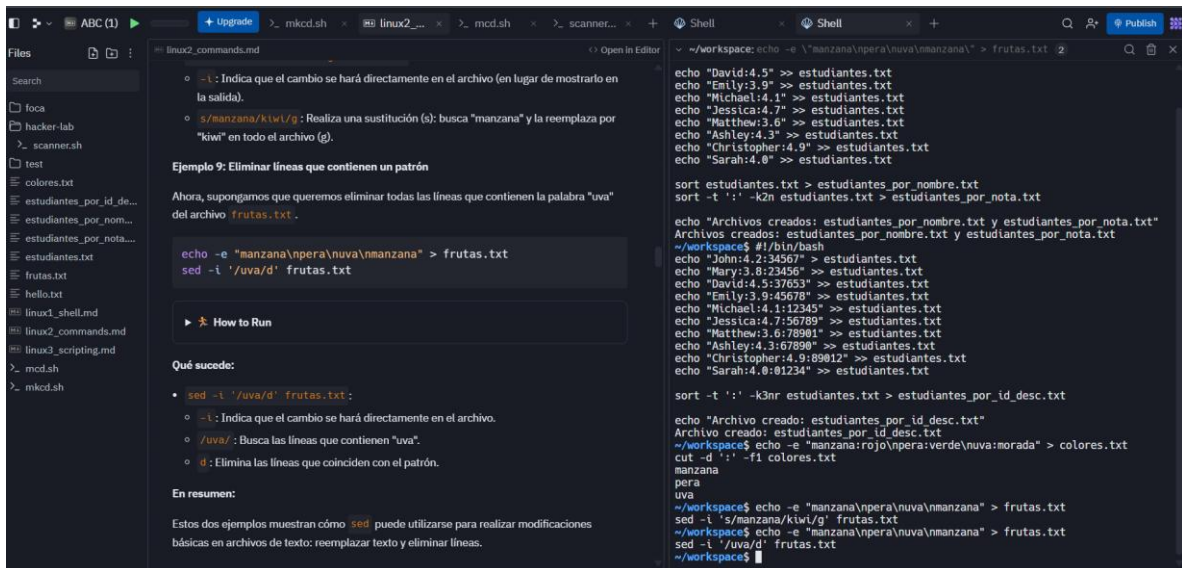 ABC (1)
Upgrade
mkcd.sh
linux2_...
mcd.sh
scanner...
Shell
Shell
Publish
Files
Search
foca
hacker-lab
scanner.sh
test
colores.txt
estudiantes_por_id_de...
estudiantes_por_nom...
estudiantes_por_nota....
estudiantes.txt
frutas.txt
hello.txt
linux1_shell.md
linux2_commands.md
linux3_scripting.md
mcd.sh
mkcd.sh
linux2_commands.md
Open in Editor
-i : Indica que el cambio se hará directamente en el archivo (en lugar de mostrarlo en
la salida).
s/manzana/kiwi/g : Realiza una sustitución (s): busca "manzana" y la reemplaza por
"kiwi" en todo el archivo (g).
Ejemplo 9: Eliminar líneas que contienen un patrón
Ahora, supongamos que queremos eliminar todas las líneas que contienen la palabra "uva"
del archivo frutas.txt .
echo -e "manzana\npera\nuva\nmanzana" > frutas.txt
sed -i '/uva/d' frutas.txt
How to Run
Qué sucede:
sed -i '/uva/d' frutas.txt :
-i : Indica que el cambio se hará directamente en el archivo.
/uva/ : Busca las líneas que contienen "uva".
d : Elimina las líneas que coinciden con el patrón.
En resumen:
Estos dos ejemplos muestran cómo sed puede utilizarse para realizar modificaciones
básicas en archivos de texto: reemplazar texto y eliminar líneas.
~/workspace: echo -e \"manzana\npera\nuva\nmanzana\" > frutas.txt 2
echo "David:4.5" >> estudiantes.txt
echo "Emily:3.9" >> estudiantes.txt
echo "Michael:4.1" >> estudiantes.txt
echo "Jessica:4.7" >> estudiantes.txt
echo "Matthew:3.6" >> estudiantes.txt
echo "Ashley:4.3" >> estudiantes.txt
echo "Christopher:4.9" >> estudiantes.txt
echo "Sarah:4.0" >> estudiantes.txt
sort estudiantes.txt > estudiantes_por_nombre.txt
sort -t ':' -k2n estudiantes.txt > estudiantes_por_nota.txt
echo "Archivos creados: estudiantes_por_nombre.txt y estudiantes_por_nota.txt"
Archivos creados: estudiantes_por_nombre.txt y estudiantes_por_nota.txt
~/workspace$ #!/bin/bash
echo "John:4.2:34567" > estudiantes.txt
echo "Mary:3.8:23456" >> estudiantes.txt
echo "David:4.5:37653" >> estudiantes.txt
echo "Emily:3.9:45678" >> estudiantes.txt
echo "Michael:4.1:12345" >> estudiantes.txt
echo "Jessica:4.7:56789" >> estudiantes.txt
echo "Matthew:3.6:78901" >> estudiantes.txt
echo "Ashley:4.3:67890" >> estudiantes.txt
echo "Christopher:4.9:89012" >> estudiantes.txt
echo "Sarah:4.0:01234" >> estudiantes.txt
sort -t ':' -k3nr estudiantes.txt > estudiantes_por_id_desc.txt
echo "Archivo creado: estudiantes_por_id_desc.txt"
Archivo creado: estudiantes_por_id_desc.txt
~/workspace$ echo -e "manzana:rojo\npera:verde\nuva:morada" > colores.txt
cut -d ':' -f1 colores.txt
manzana
pera
uva
~/workspace$ echo -e "manzana\npera\nuva\nmanzana" > frutas.txt
sed -i 's/manzana/kiwi/g' frutas.txt
~/workspace$ echo -e "manzana\npera\nuva\nmanzana" > frutas.txt
sed -i '/uva/d' frutas.txt
~/workspace$